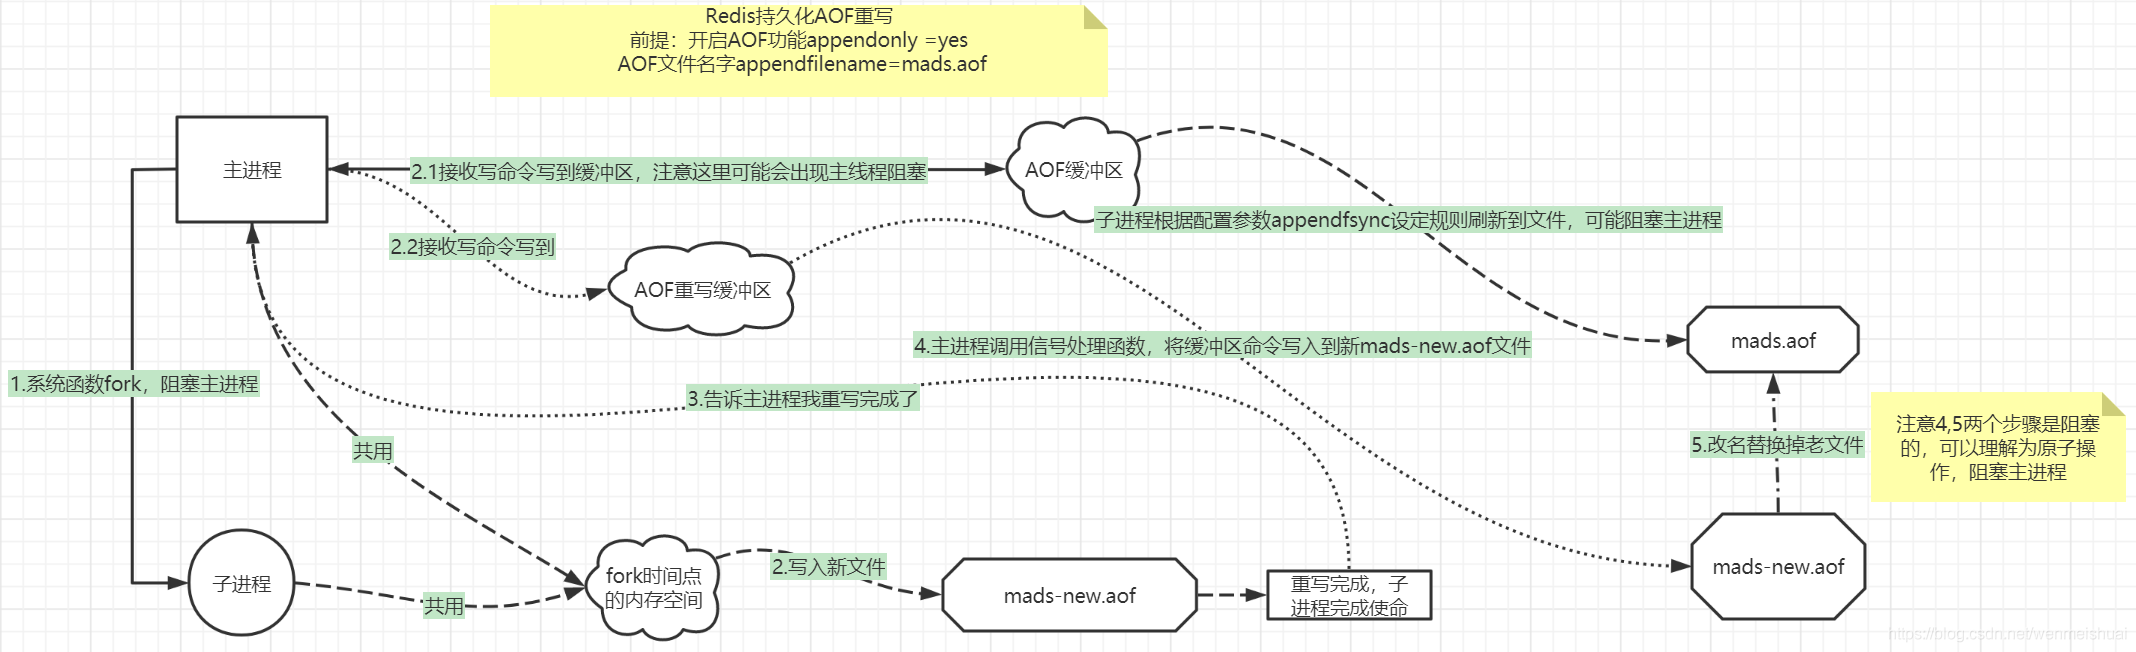 Redis持久化AOF重写
前提：开启AOF功能appendonly =yes
AOF文件名字appendfilename=mads.aof
主进程
2.1接收写命令写到缓冲区，注意这里可能会出现主线程阻塞
AOF缓冲区
子进程根据配置参数appendfsync设定规则刷新到文件，可能阻塞主进程
2.2接收写命令写到
AOF重写缓冲区
4.主进程调用信号处理函数，将缓冲区命令写入到新mads-new.aof文件
mads.aof
1.系统函数fork，阻塞主进程
3.告诉主进程我重写完成了
共用
5.改名替换掉老文件
注意4,5两个步骤是阻塞
的，可以理解为原子操
作，阻塞主进程
子进程
共用
fork时间点
的内存空间
2.写入新文件
mads-new.aof
重写完成，子
进程完成使命
mads-new.aof
https://blog.csdn.net/wenmeishuai